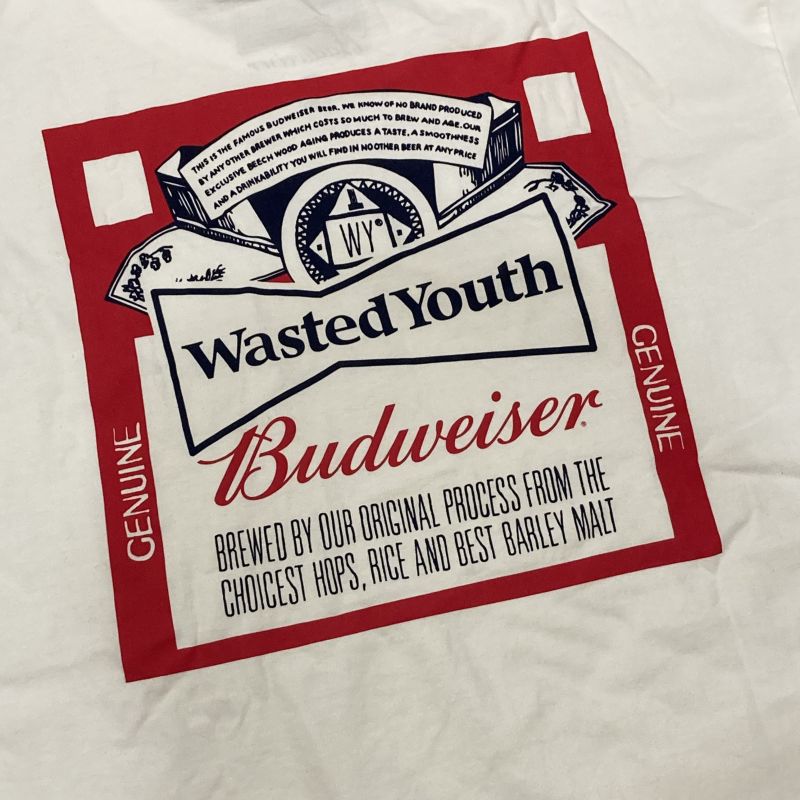 THIS IS THE FAMOUS BUDWEISER BEER. WE KNOW OF NO BRAND PRODUCED
BY ANY OTHER BREWER WHICH COSTS SO MUCH TO BREW AND AGE. OUR
EXCLUSIVE BEECH WOOD AGING PRODUCES A TASTE, A SMOOTHNESS
AND A DRINKABILITY YOU WILL FIND IN NO OTHER BEER AT ANY PRICE
WY®
Wasted Youth
GENUINE
GENUINE
Budweiser®
BREWED BY OUR ORIGINAL PROCESS FROM THE
CHOICEST HOPS, RICE AND BEST BARLEY MALT